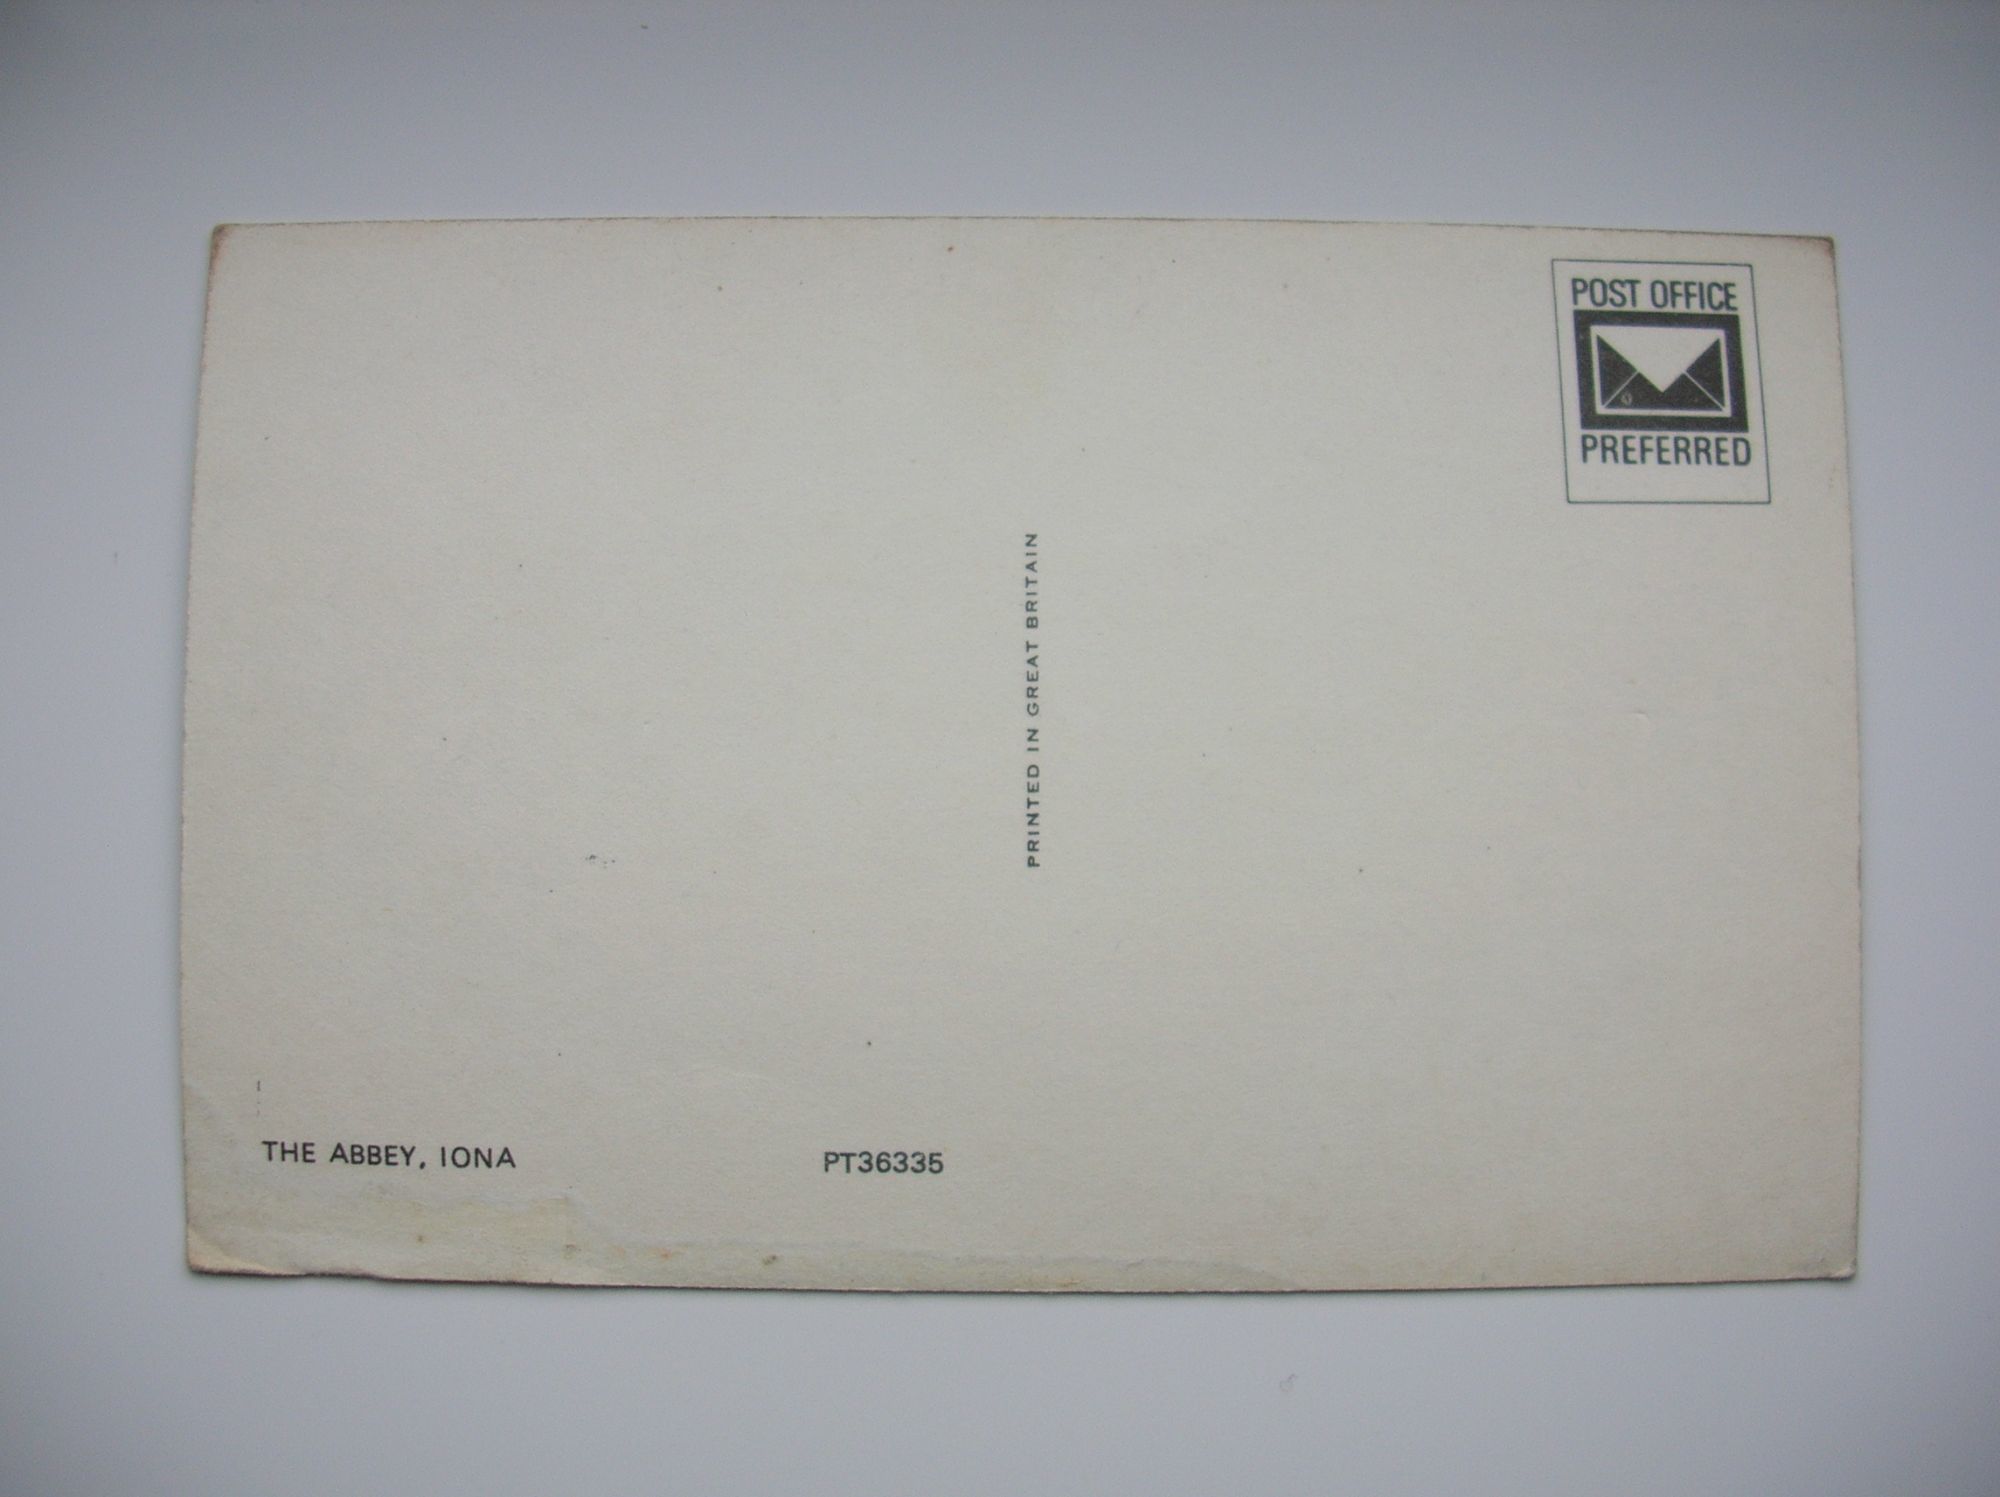 POST OFFICE
PREFERRED
PRINTED IN GREAT BRITAIN
THE ABBEY, IONA
PT36335